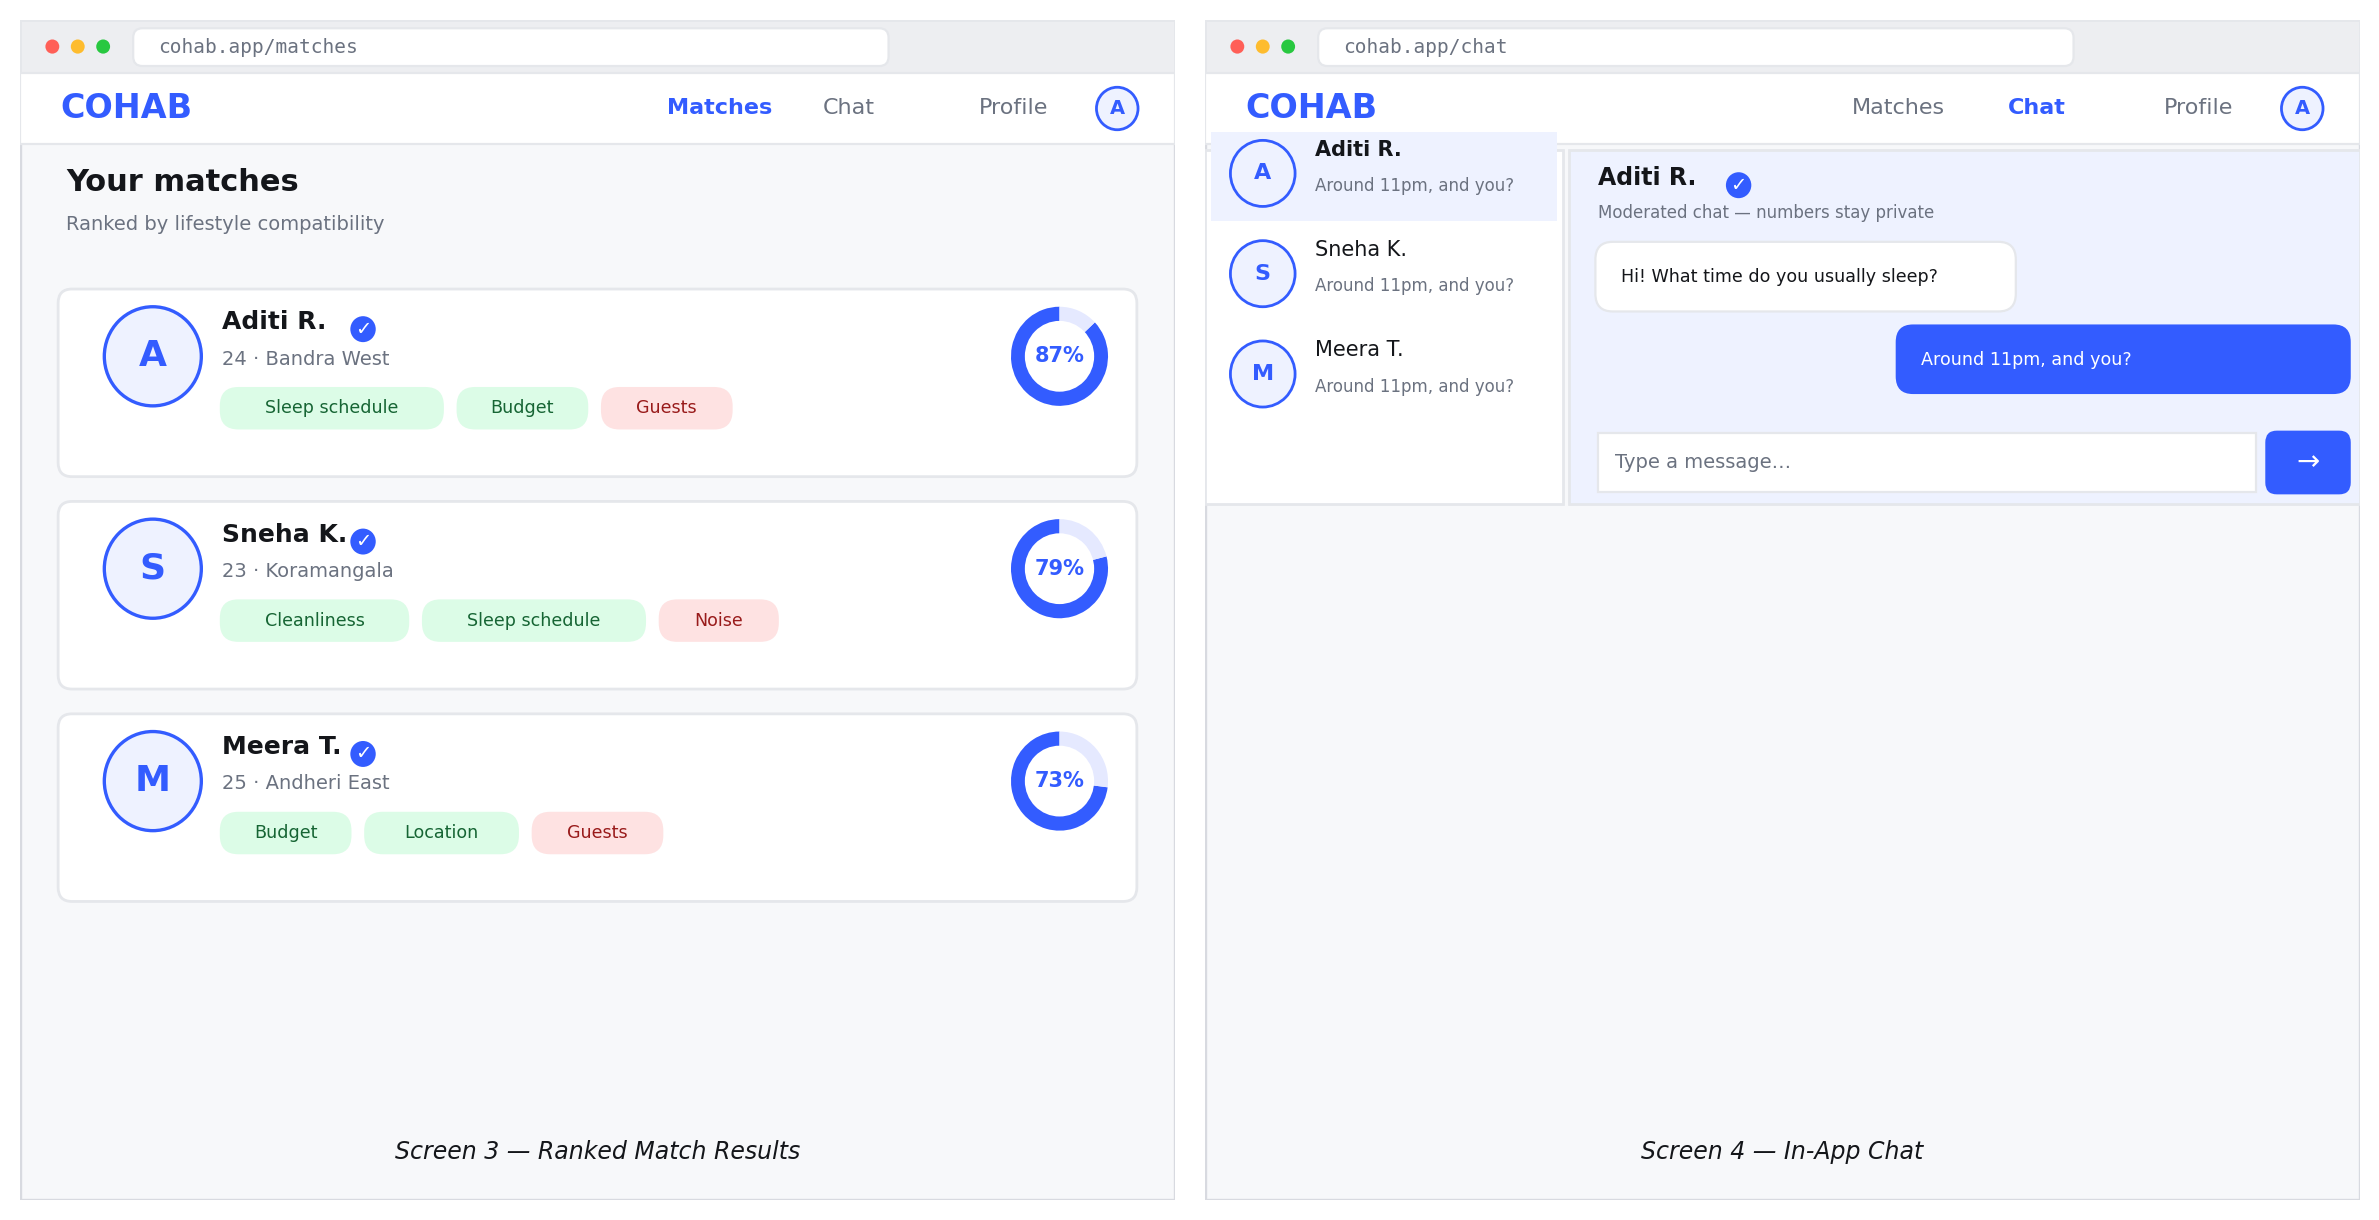 cohab.app/matches
COHAB
Matches Chat Profile A
Your matches
Ranked by lifestyle compatibility
A
Aditi R. ✓
24 · Bandra West
Sleep schedule Budget Guests
87%
S
Sneha K. ✓
23 · Koramangala
Cleanliness Sleep schedule Noise
79%
M
Meera T. ✓
25 · Andheri East
Budget Location Guests
73%
Screen 3 — Ranked Match Results
cohab.app/chat
COHAB
Matches Chat Profile A
A
Aditi R.
Around 11pm, and you?
S
Sneha K.
Around 11pm, and you?
M
Meera T.
Around 11pm, and you?
Aditi R. ✓
Moderated chat — numbers stay private
Hi! What time do you usually sleep?
Around 11pm, and you?
Type a message... →
Screen 4 — In-App Chat